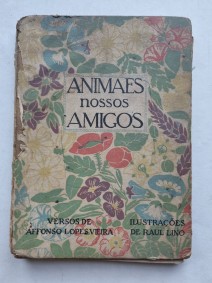 ANIMAES
NOSSOS
AMIGOS
VERSOS DE
AFFONSO LOPES VIEIRA
ILUSTRAÇÕES
DE RAUL LINO